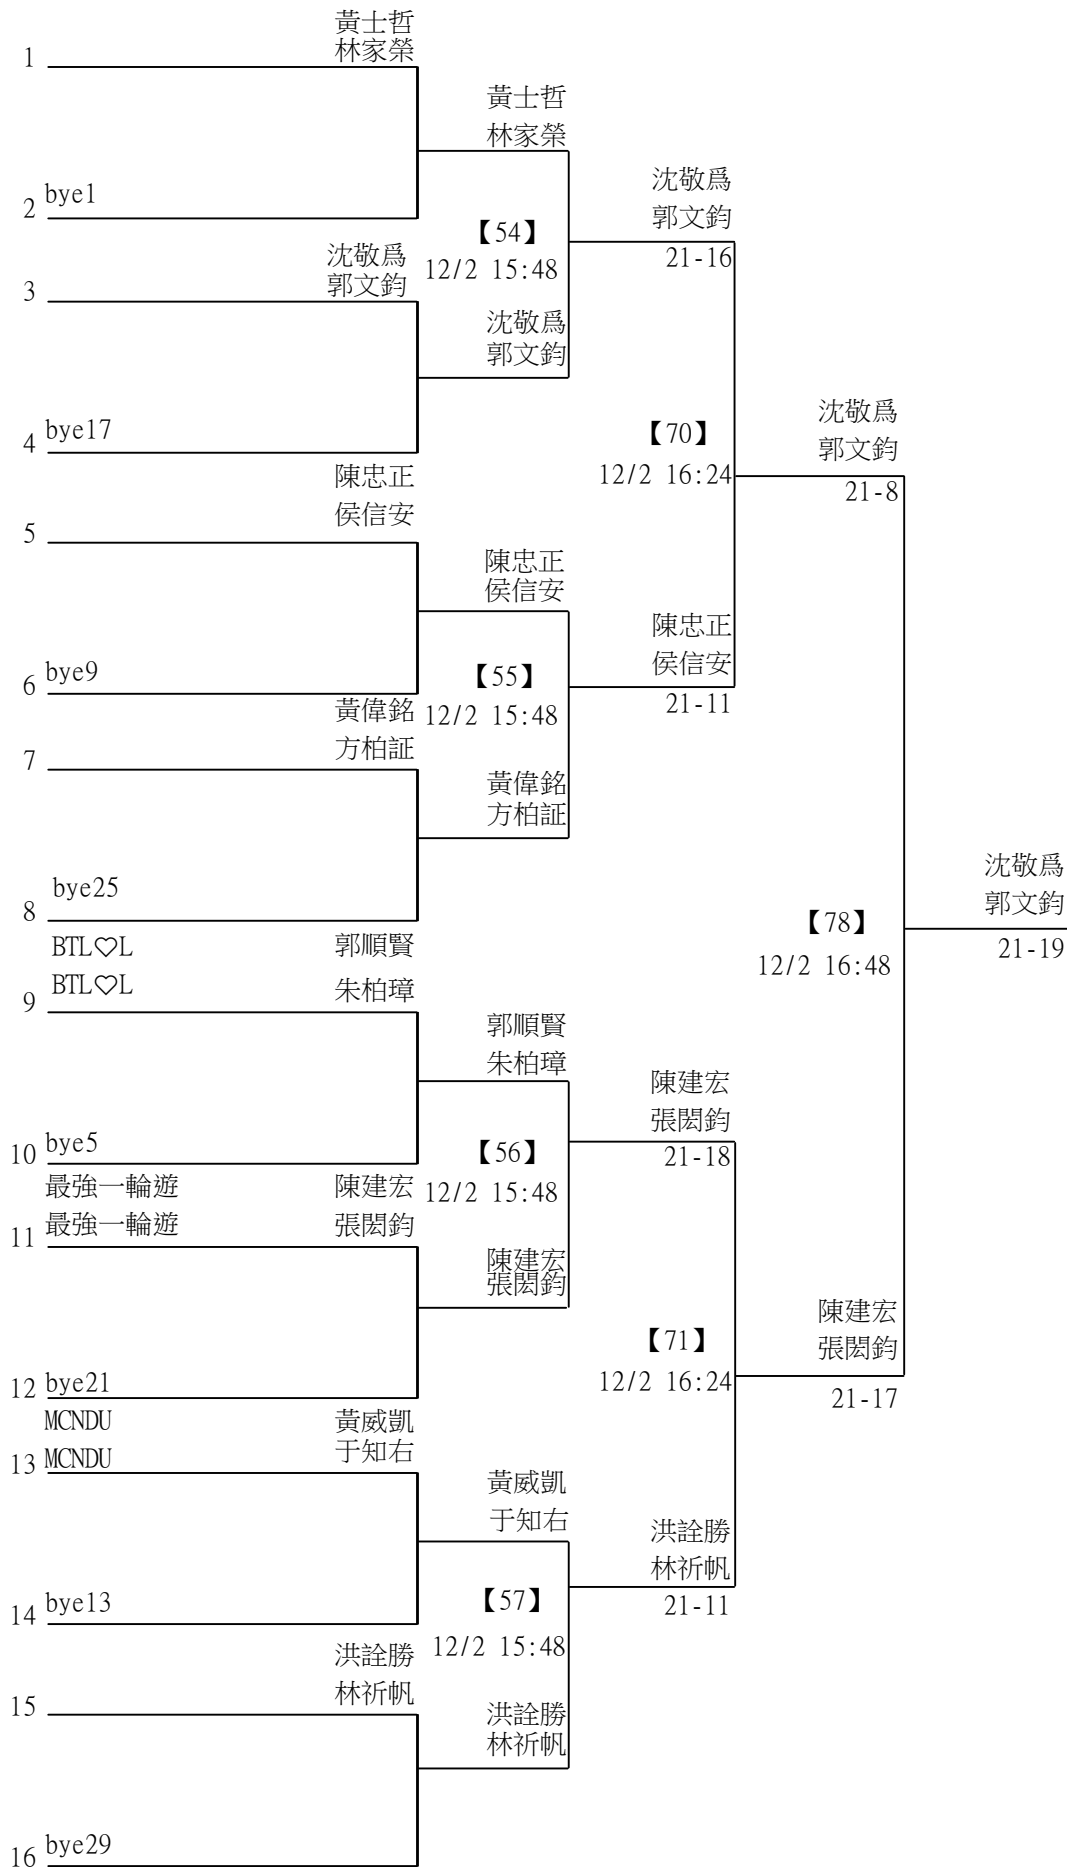 黃士哲
林家榮
1
黃士哲
林家榮
bye1
2
沈敬為
郭文鈞
21-16
【54】
12/2 15:48
沈敬為
郭文鈞
3
沈敬為
郭文鈞
bye17
4
【70】
12/2 16:24
沈敬為
郭文鈞
21-8
陳忠正
侯信安
5
陳忠正
侯信安
bye9
6
陳忠正
侯信安
21-11
【55】
12/2 15:48
黃偉銘
方柏証
7
黃偉銘
方柏証
bye25
8
【78】
12/2 16:48
沈敬為
郭文鈞
21-19
BTL♡L 郭順賢
BTL♡L 朱柏璋
9
郭順賢
朱柏璋
bye5
10
陳建宏
張閎鈞
21-18
【56】
12/2 15:48
最強一輪遊 陳建宏
最強一輪遊 張閎鈞
11
陳建宏
張閎鈞
bye21
12
【71】
12/2 16:24
陳建宏
張閎鈞
21-17
MCNDU 黃威凱
MCNDU 于知右
13
黃威凱
于知右
bye13
14
洪詮勝
林祈帆
21-11
【57】
12/2 15:48
洪詮勝
林祈帆
15
洪詮勝
林祈帆
bye29
16